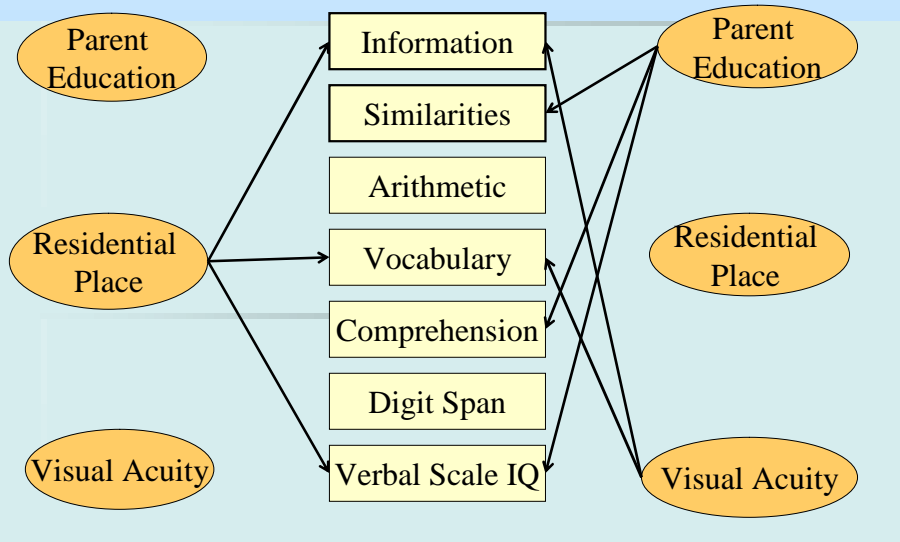 Parent
Education
Residential
Place
Visual Acuity
Information
Similarities
Arithmetic
Vocabulary
Comprehension
Digit Span
Verbal Scale IQ
Parent
Education
Residential
Place
Visual Acuity